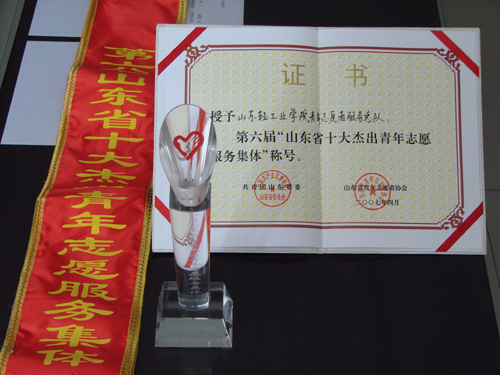 第六山东省十大杰青年志愿服务集体
证书
授予山东轻工业学院青年志愿者服务总队
第六届“山东省十大杰出青年志愿
服务集体”称号。
共青团山东省委
山东省青年志愿者协会
二〇〇七年四月